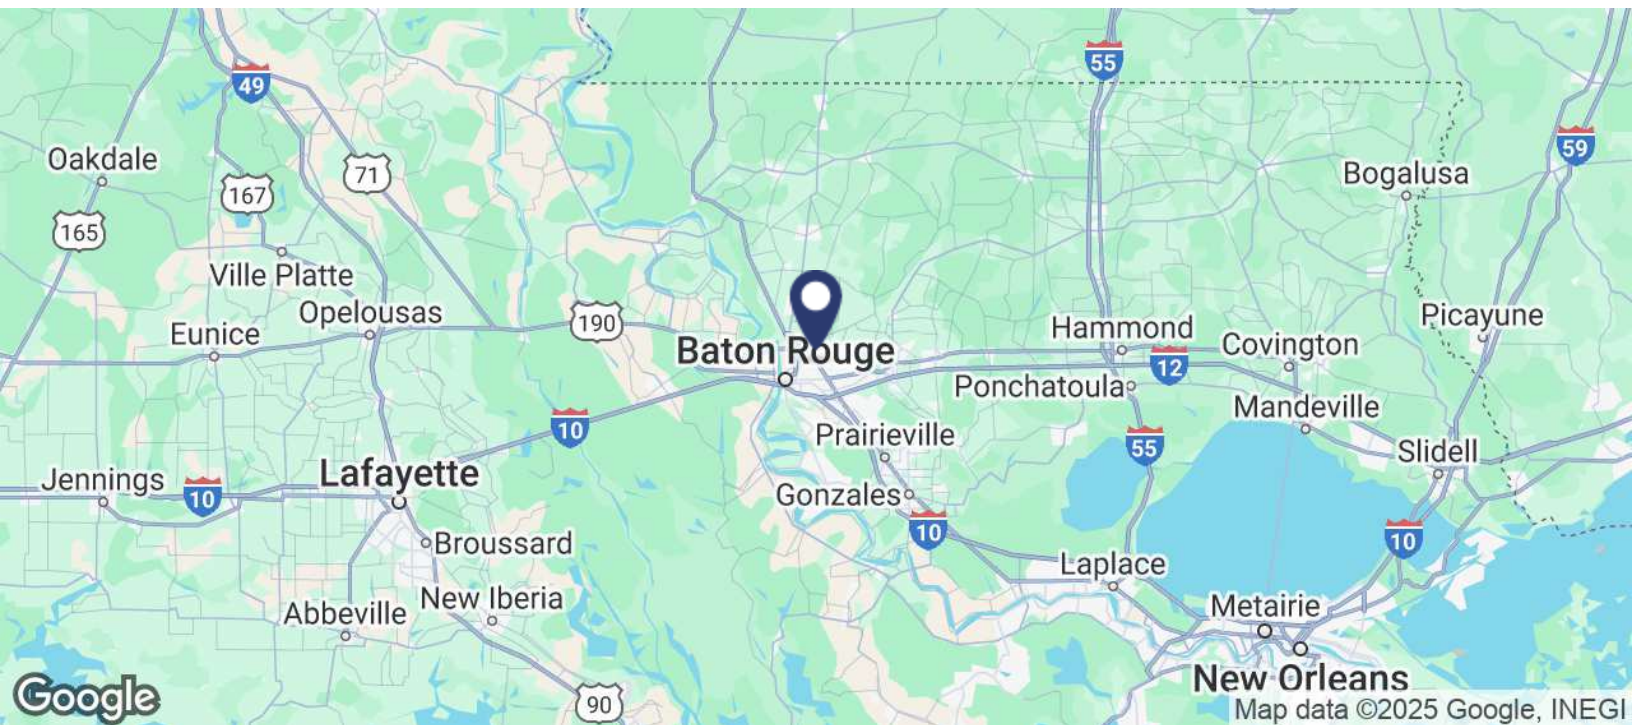 55
49
59
Oakdale
71
Bogalusa
167
165
Ville Platte
Opelousas
Picayune
190
Eunice
Hammond
Covington
Baton Rouge
12
Ponchatoula
Mandeville
10
Prairieville
55
Slidell
Lafayette
Jennings
10
Gonzales
10
10
Broussard
Laplace
New Iberia
Abbeville
Metairie
New Orleans
Google
90
Map data ©2025 Google, INEGI